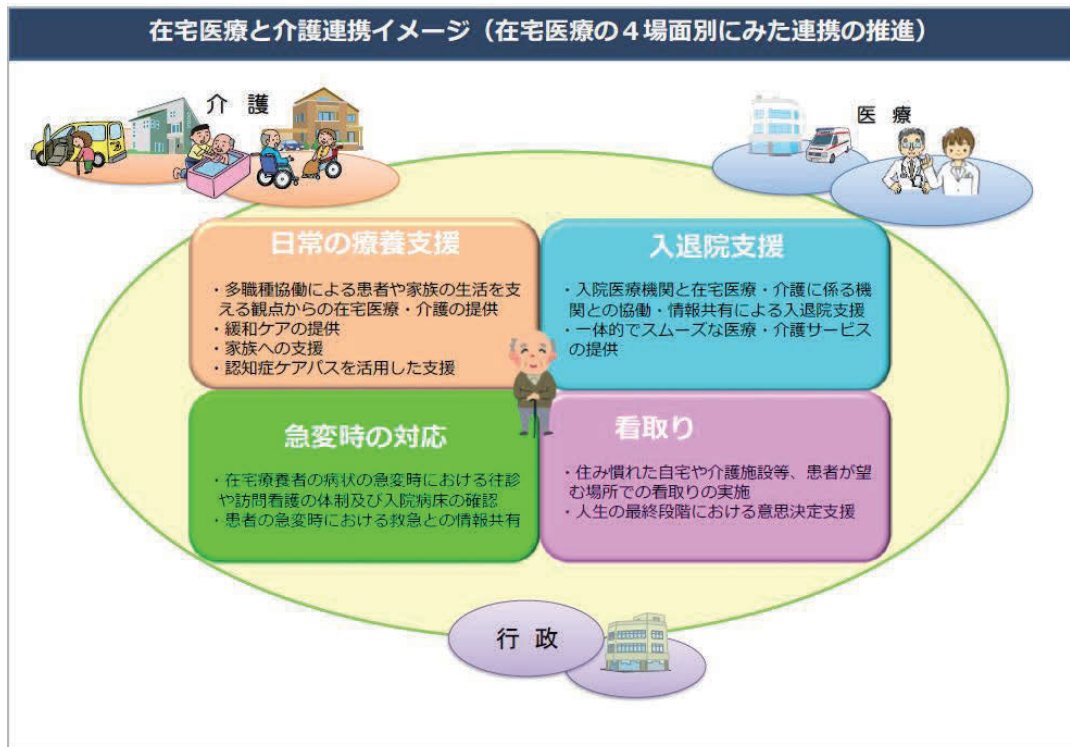 在宅医療と介護連携イメージ(在宅医療の4場面別にみた連携の推進)
介護
医療
日常の療養支援
・多職種協働による患者や家族の生活を支
える観点からの在宅医療・介護の提供
・緩和ケアの提供
・家族への支援
・認知症ケアパスを活用した支援
入退院支援
・入院医療機関と在宅医療・介護に係る機
関との協働・情報共有による入退院支援
・一体的でスムーズな医療・介護サービス
の提供
急変時の対応
・在宅療養者の病状の急変時における往診
や訪問看護の体制及び入院病床の確認
・患者の急変時における救急との情報共有
看取り
・住み慣れた自宅や介護施設等、患者が望
む場所での看取りの実施
・人生の最終段階における意思決定支援
行政